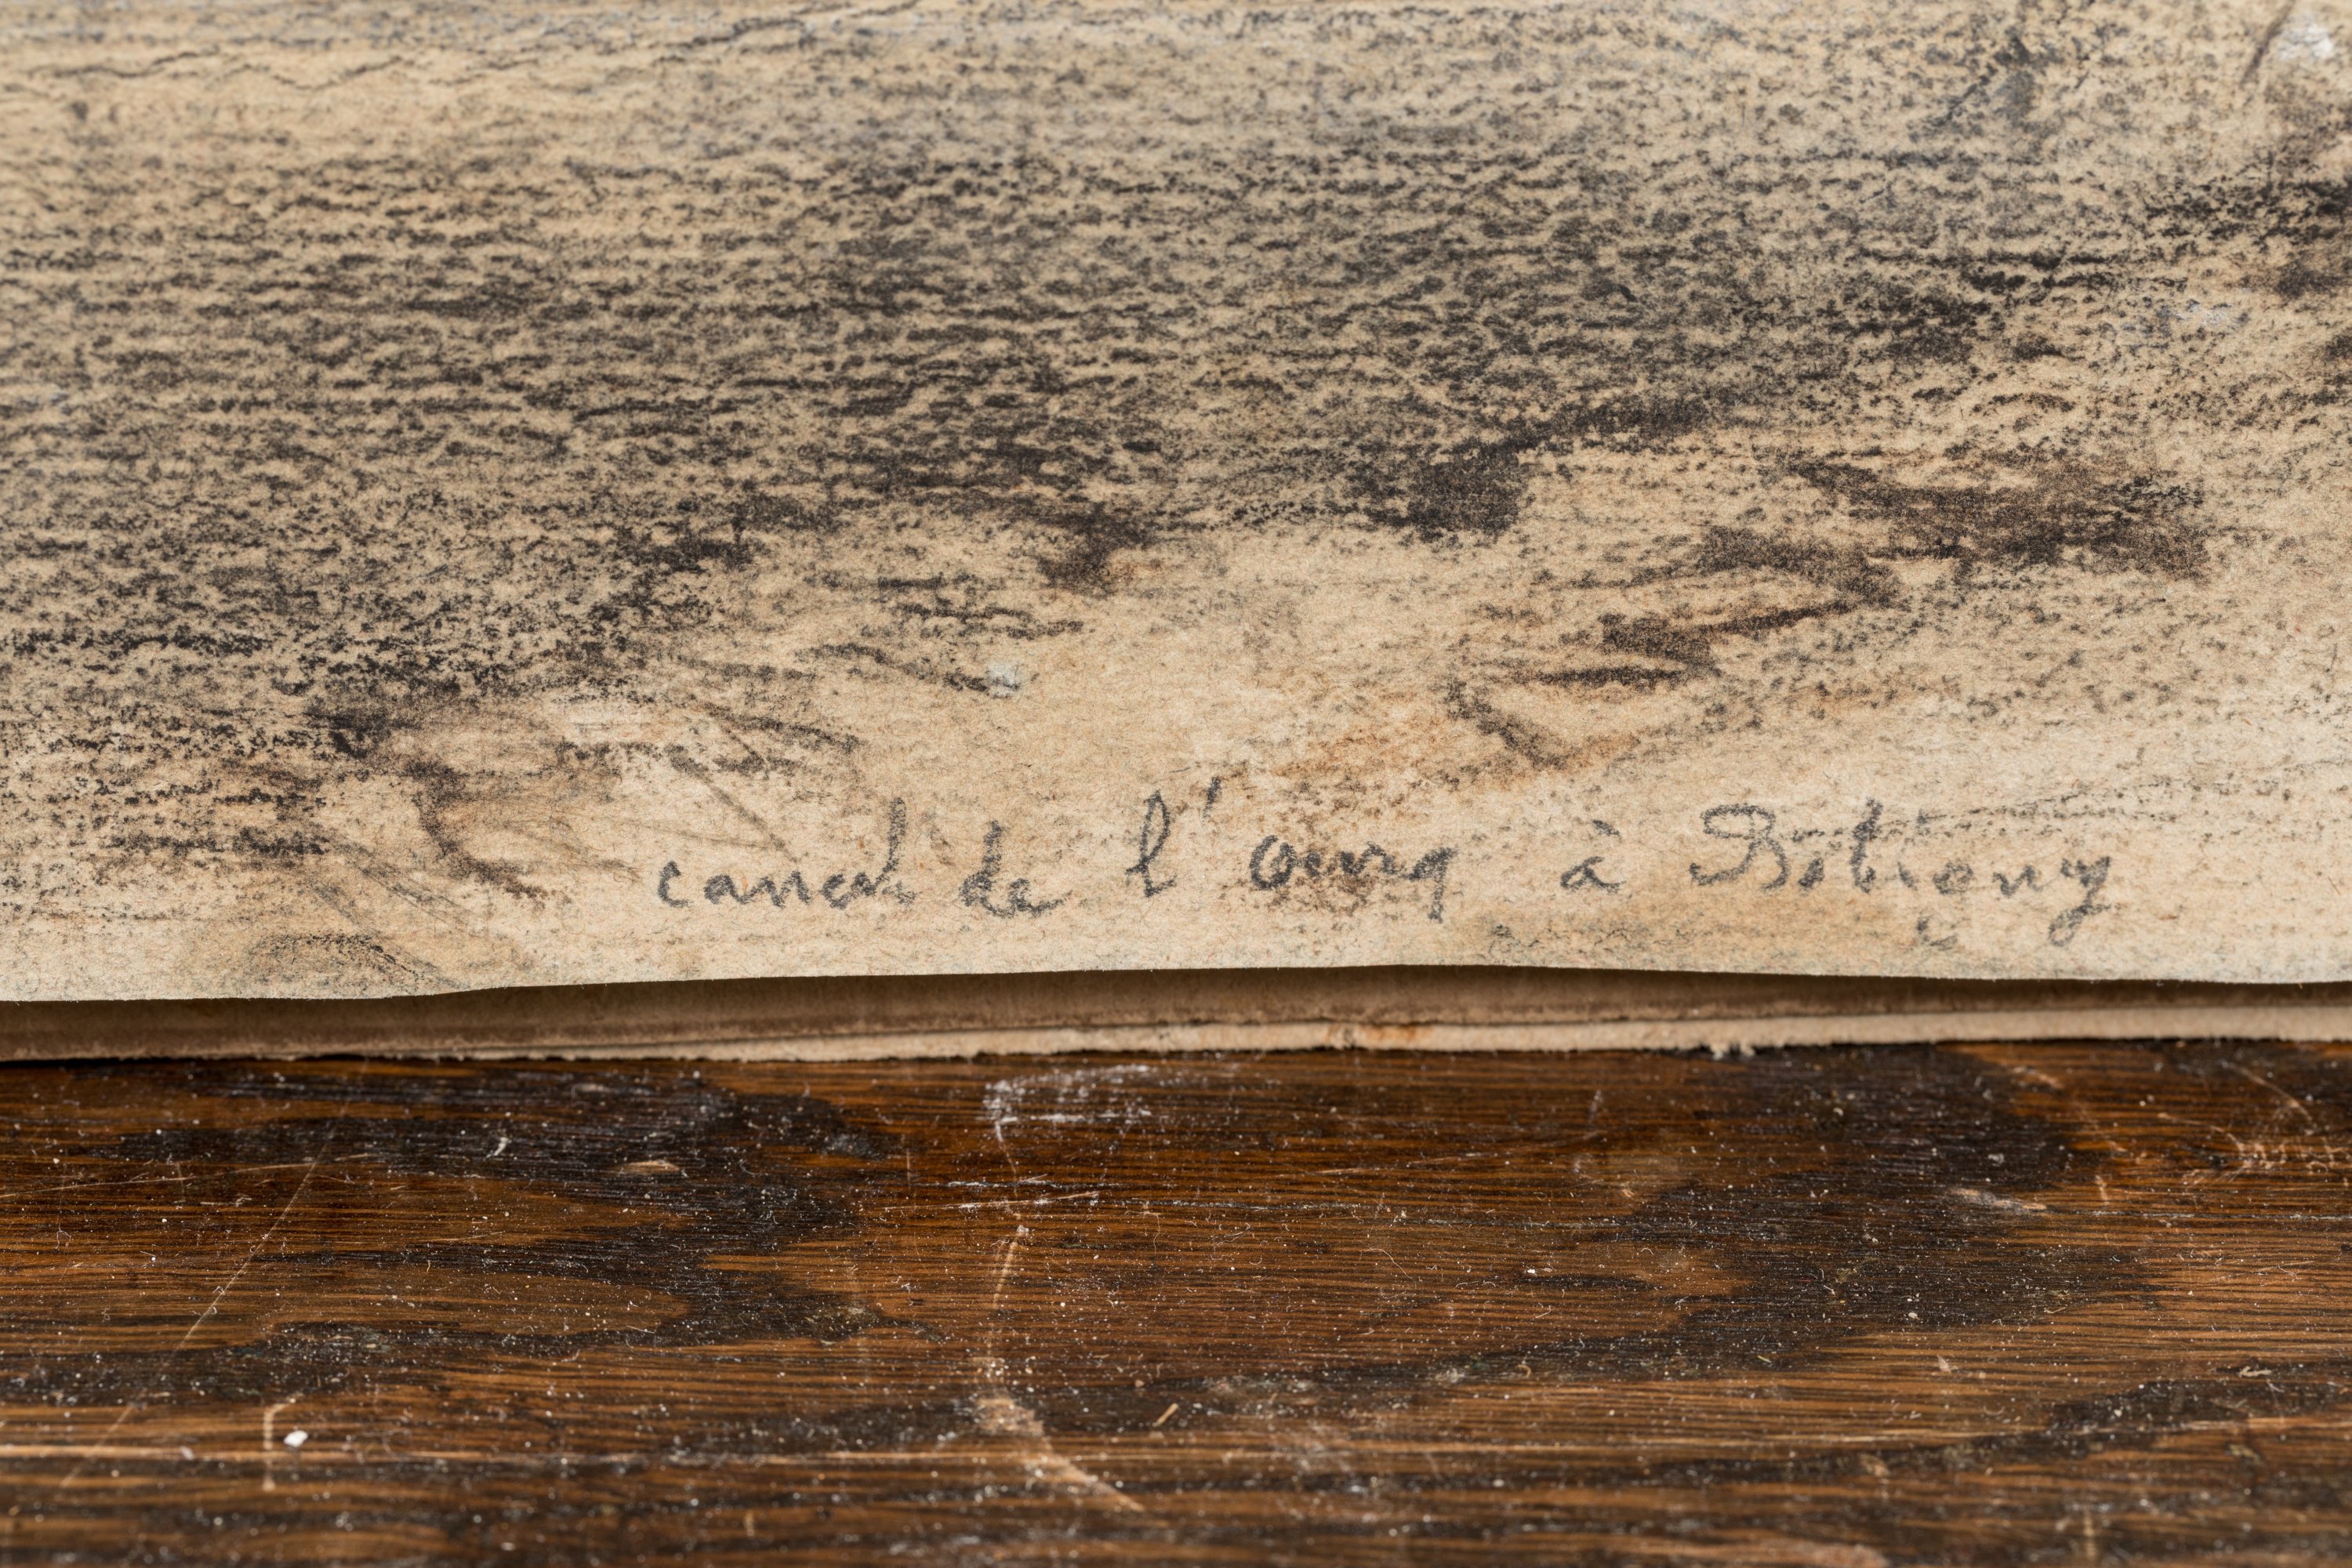 canal de l'ourq à Bobigny